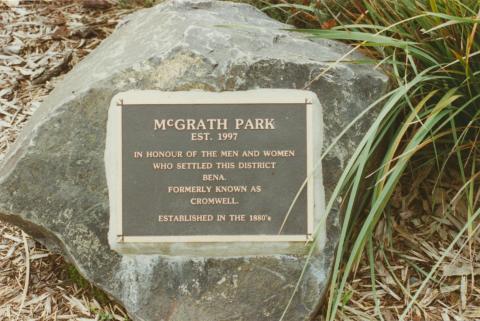 McGRATH PARK
EST. 1997
IN HONOUR OF THE MEN AND WOMEN
WHO SETTLED THIS DISTRICT
BENA.
FORMERLY KNOWN AS
CROMWELL.
ESTABLISHED IN THE 1880's